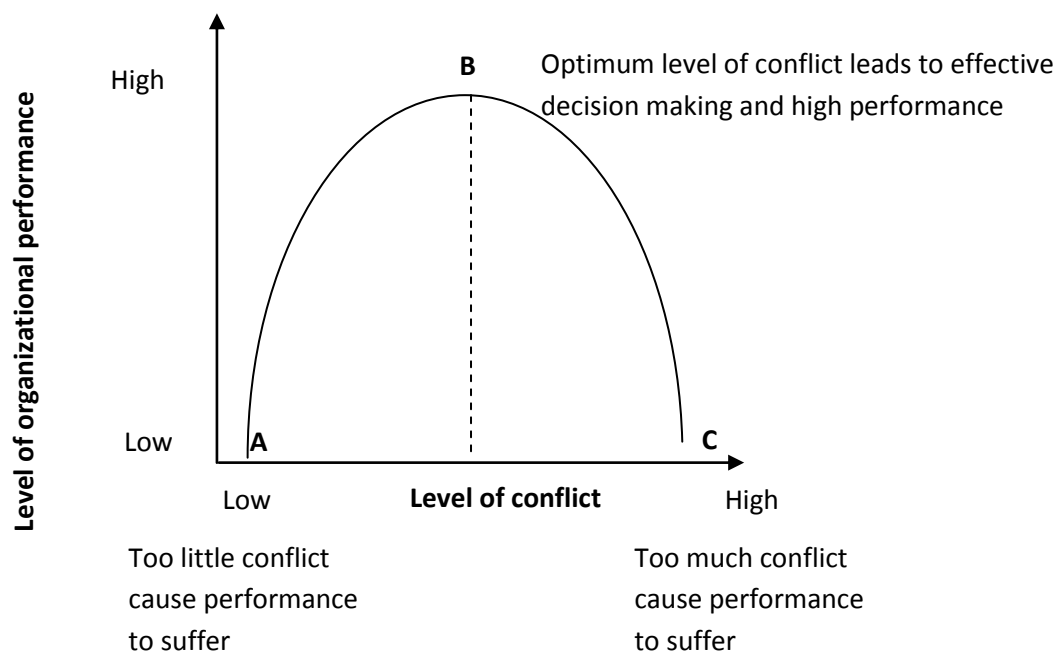 B
Optimum level of conflict leads to effective
decision making and high performance
High
Level of organizational performance
Low
A
C
Low
Level of conflict
High
Too little conflict
cause performance
to suffer
Too much conflict
cause performance
to suffer